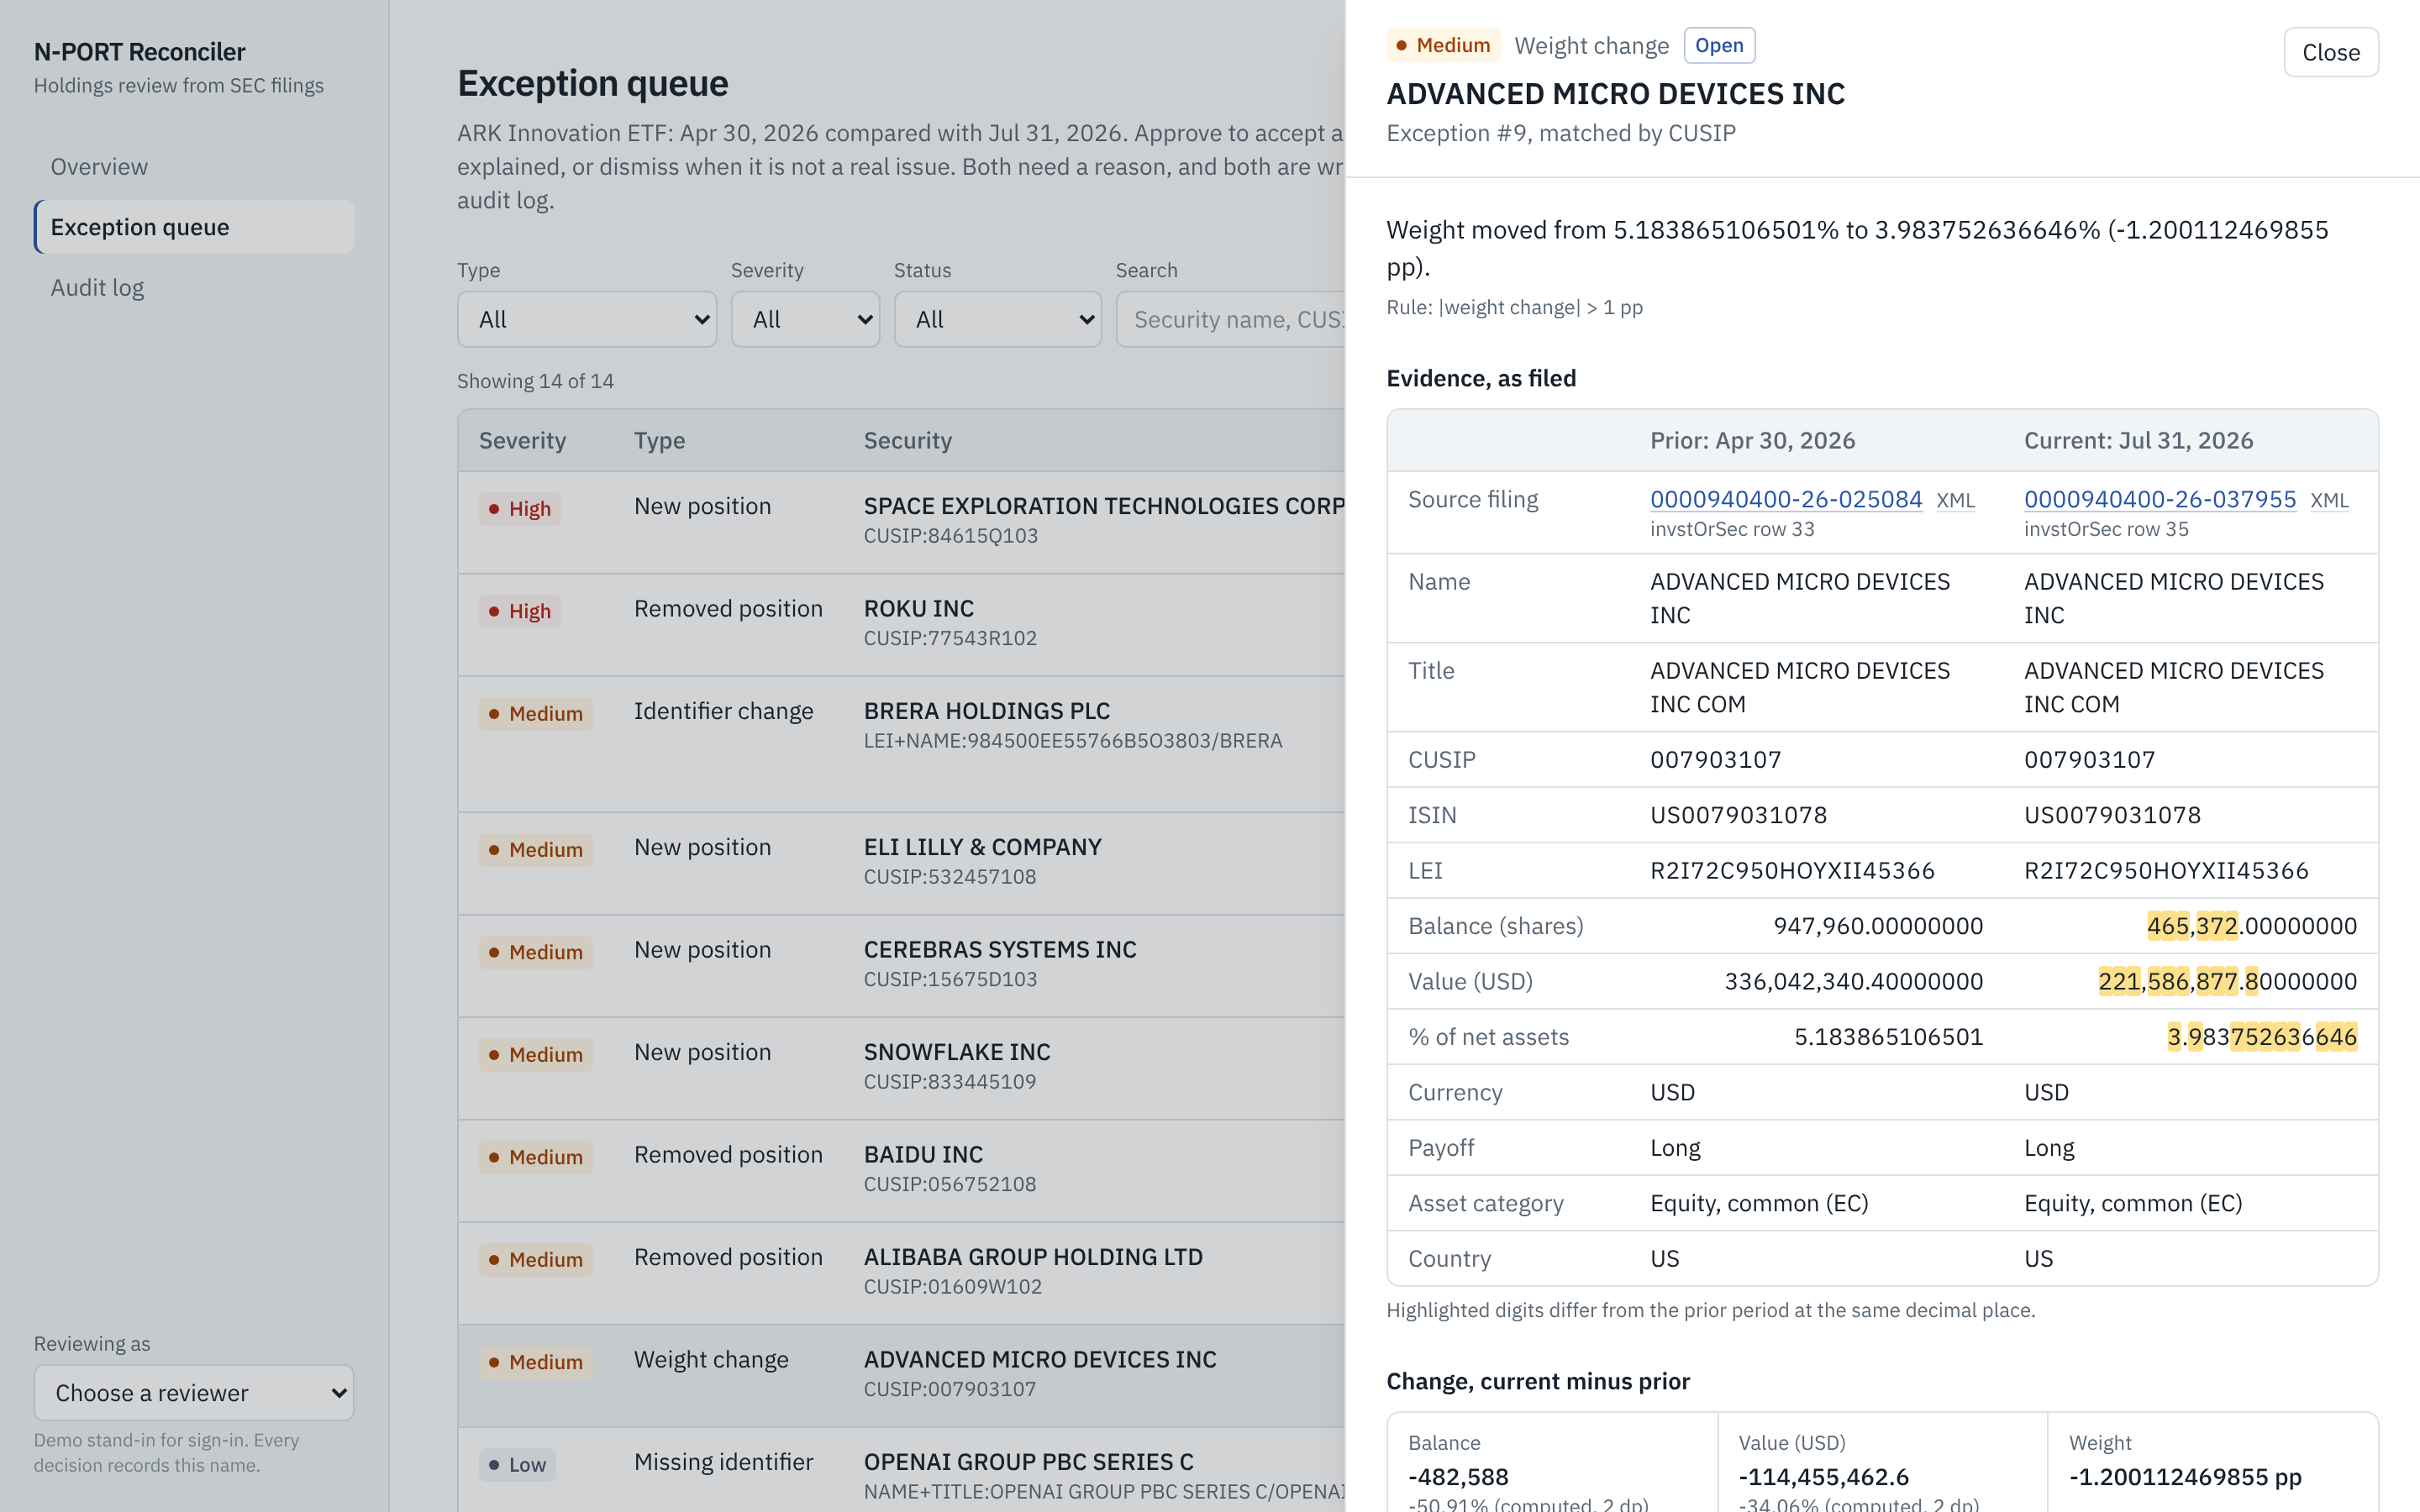 N-PORT Reconciler
Holdings review from SEC filings
Overview
Exception queue
Audit log
Reviewing as
Choose a reviewer
Demo stand-in for sign-in. Every
decision records this name.
Exception queue
ARK Innovation ETF: Apr 30, 2026 compared with Jul 31, 2026. Approve to accept a
explained, or dismiss when it is not a real issue. Both need a reason, and both are wr
audit log.
Type Severity Status Search
All All All Security name, CUSI
Showing 14 of 14
Severity Type Security
High New position SPACE EXPLORATION TECHNOLOGIES CORP
CUSIP:84615Q103
High Removed position ROKU INC
CUSIP:77543R102
Medium Identifier change BRERA HOLDINGS PLC
LEI+NAME:984500EE55766B5O3803/BRERA
Medium New position ELI LILLY & COMPANY
CUSIP:532457108
Medium New position CEREBRAS SYSTEMS INC
CUSIP:15675D103
Medium New position SNOWFLAKE INC
CUSIP:833445109
Medium Removed position BAIDU INC
CUSIP:056752108
Medium Removed position ALIBABA GROUP HOLDING LTD
CUSIP:01609W102
Medium Weight change ADVANCED MICRO DEVICES INC
CUSIP:007903107
Low Missing identifier OPENAI GROUP PBC SERIES C
NAME+TITLE:OPENAI GROUP PBC SERIES C/OPENAI
Medium Weight change Open
Close
ADVANCED MICRO DEVICES INC
Exception #9, matched by CUSIP
Weight moved from 5.183865106501% to 3.983752636646% (-1.200112469855
pp).
Rule: |weight change| > 1 pp
Evidence, as filed
Prior: Apr 30, 2026 Current: Jul 31, 2026
Source filing 0000940400-26-025084 XML 0000940400-26-037955 XML
invstOrSec row 33 invstOrSec row 35
Name ADVANCED MICRO DEVICES ADVANCED MICRO DEVICES
INC INC
Title ADVANCED MICRO DEVICES ADVANCED MICRO DEVICES
INC COM INC COM
CUSIP 007903107 007903107
ISIN US0079031078 US0079031078
LEI R2I72C950HOYXII45366 R2I72C950HOYXII45366
Balance (shares) 947,960.00000000 465,372.00000000
Value (USD) 336,042,340.40000000 221,586,877.80000000
% of net assets 5.183865106501 3.983752636646
Currency USD USD
Payoff Long Long
Asset category Equity, common (EC) Equity, common (EC)
Country US US
Highlighted digits differ from the prior period at the same decimal place.
Change, current minus prior
Balance Value (USD) Weight
-482,588 -114,455,462.6 -1.200112469855 pp
-50.91% (computed, 2 dp) -34.06% (computed, 2 dp)